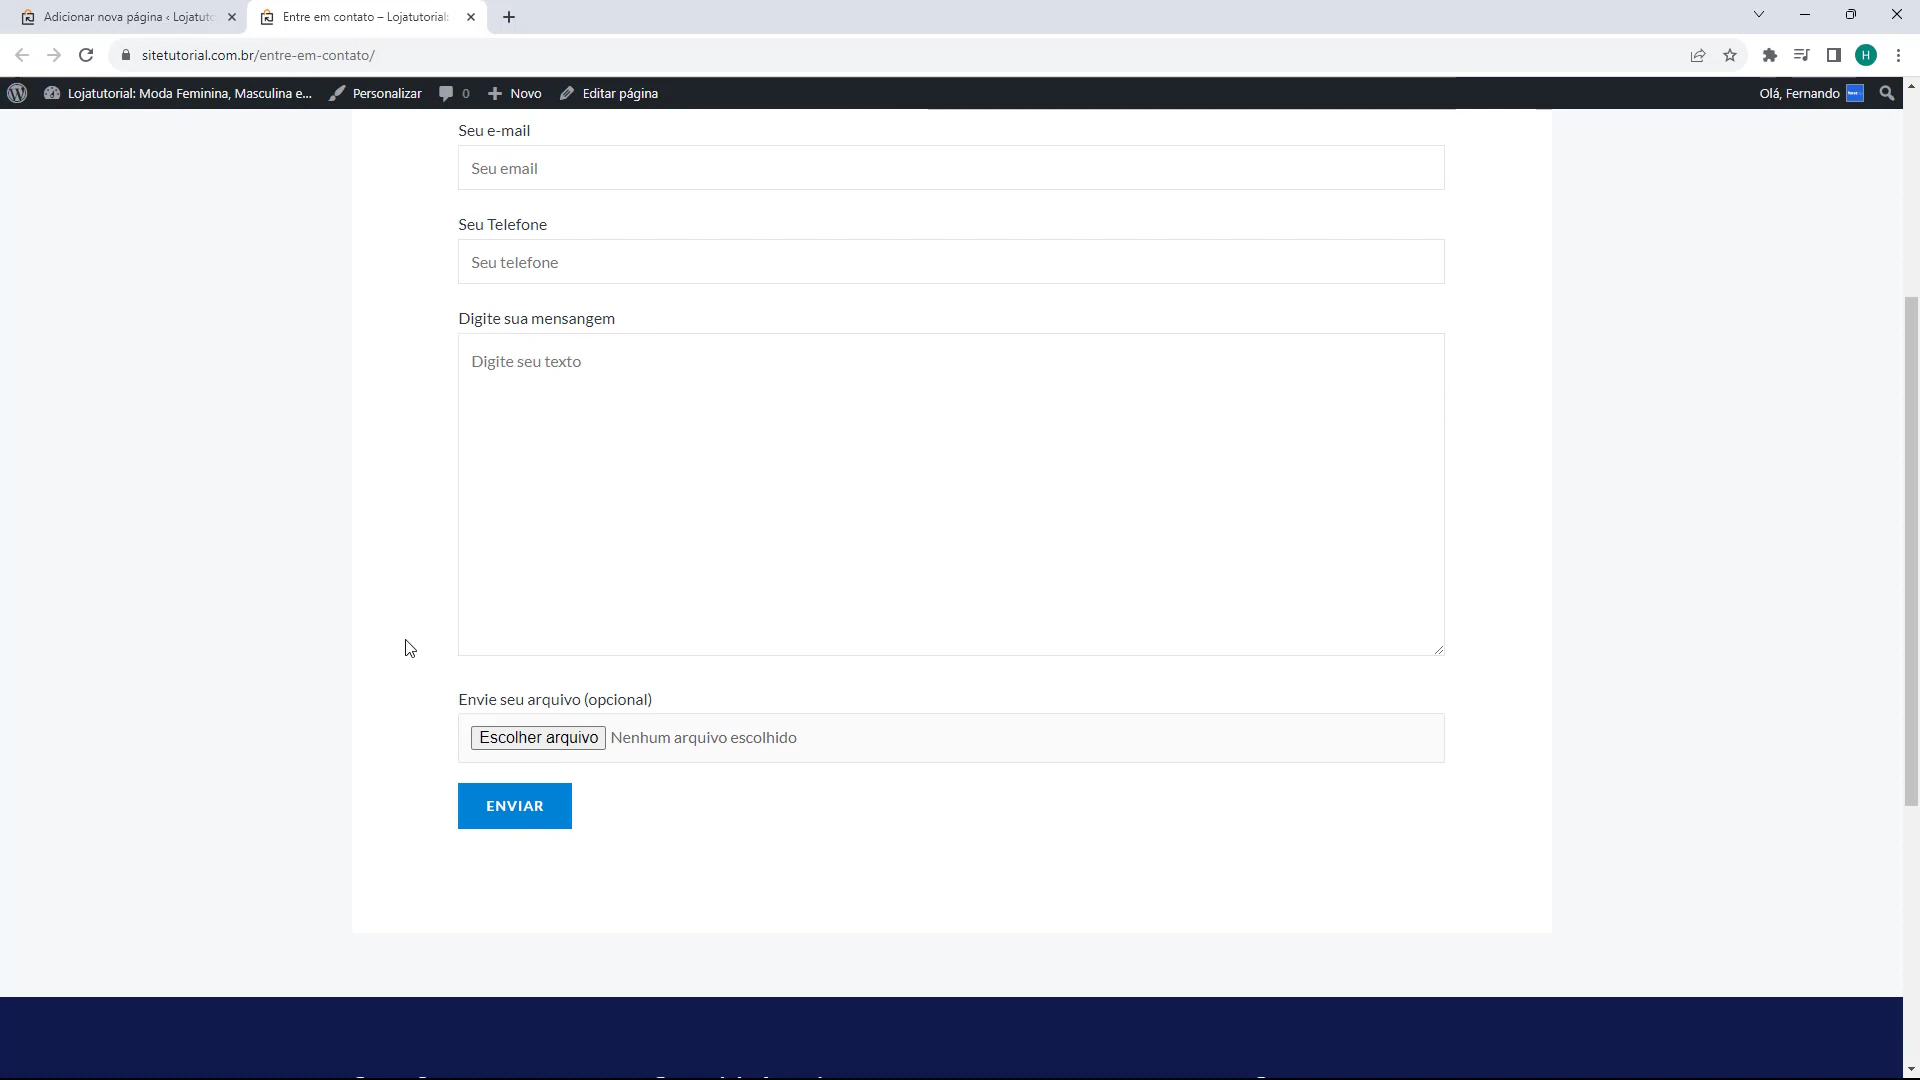 Adicionar nova página ‹ Lojatuto
Entre em contato – Lojatutorial:
sitetutorial.com.br/entre-em-contato/
H
Lojatutorial: Moda Feminina, Masculina e...
Personalizar
0
Novo
Editar página
Olá, Fernando
Seu e-mail
Seu email
Seu Telefone
Seu telefone
Digite sua mensangem
Digite seu texto
Envie seu arquivo (opcional)
Escolher arquivo Nenhum arquivo escolhido
ENVIAR